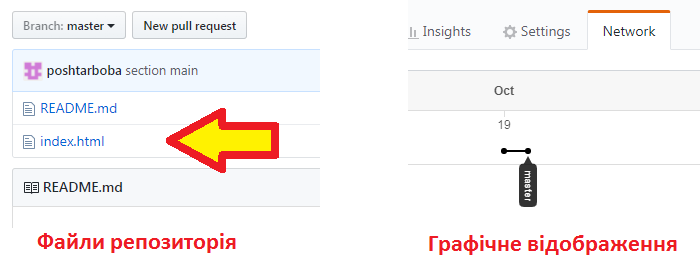 Branch: master
New pull request
poshtarboba section main
README.md
index.html
README.md
Файли репозиторія
Insights
Settings
Network
Oct
19
master
Графічне відображення